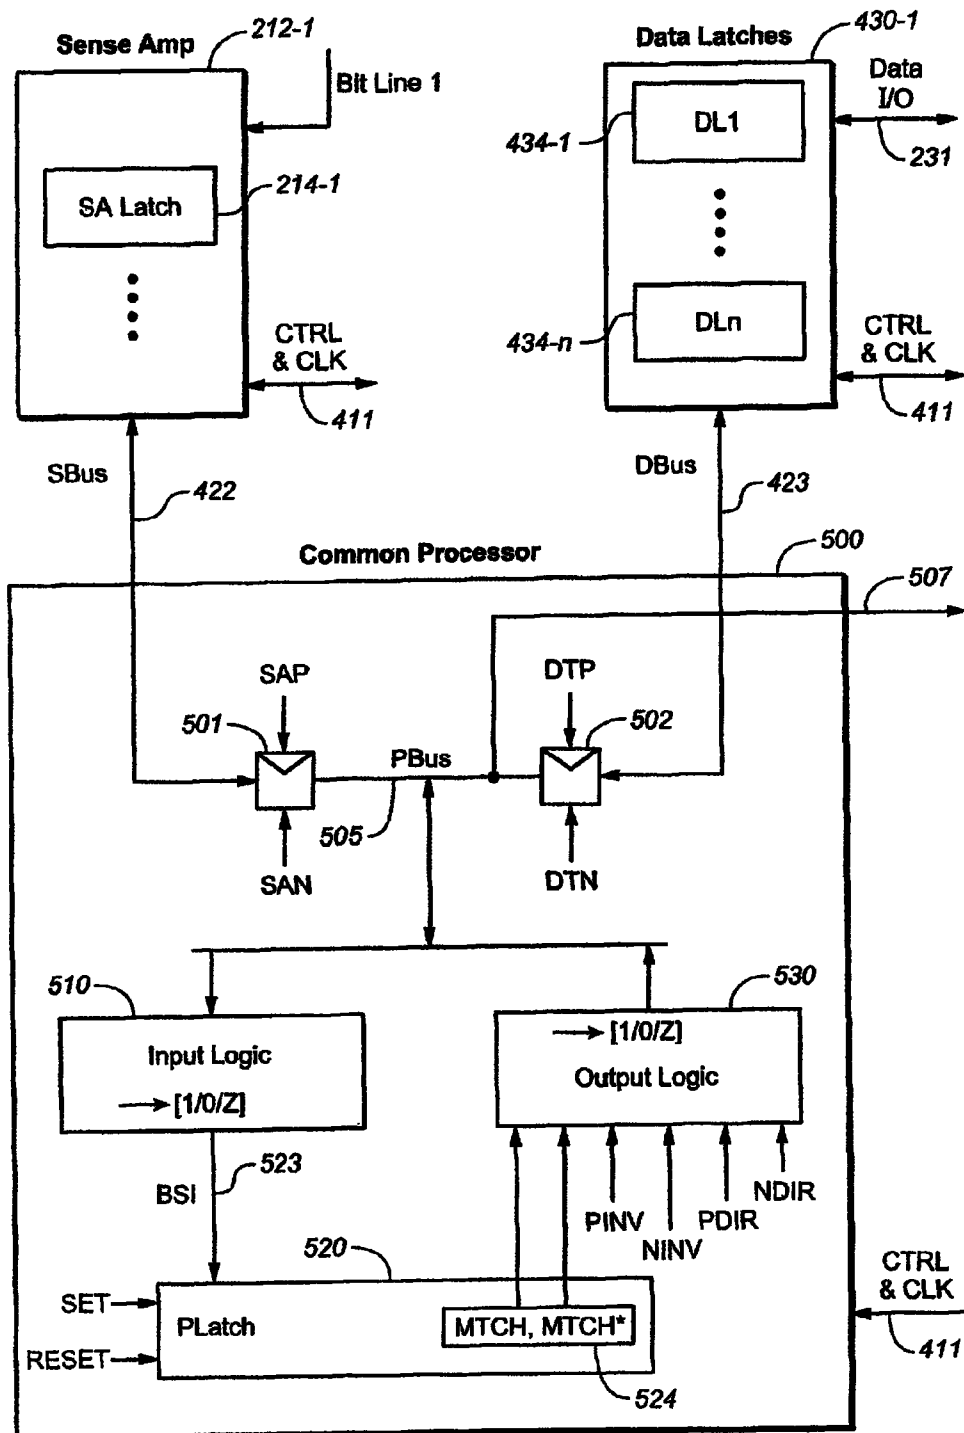 Sense Amp
212-1
Bit Line 1
SA Latch
214-1
CTRL
& CLK
411
SBus
422
Data Latches
430-1
Data
I/O
231
434-1
DL1
434-n
DLn
CTRL
& CLK
411
DBus
423
Common Processor
500
507
SAP
501
SAN
PBus
505
DTP
502
DTN
510
Input Logic
[1/0/Z]
530
[1/0/Z]
Output Logic
BSI
523
PINV
NINV
PDIR
NDIR
520
SET
RESET
PLatch
MTCH, MTCH*
524
CTRL
& CLK
411